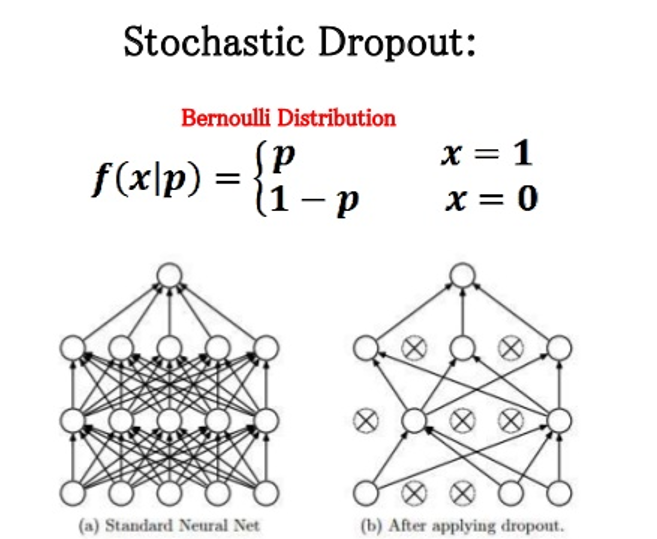 Stochastic Dropout:
Bernoulli Distribution
f(x|p) = {p x = 1
{1 − p x = 0
(a) Standard Neural Net
(b) After applying dropout.